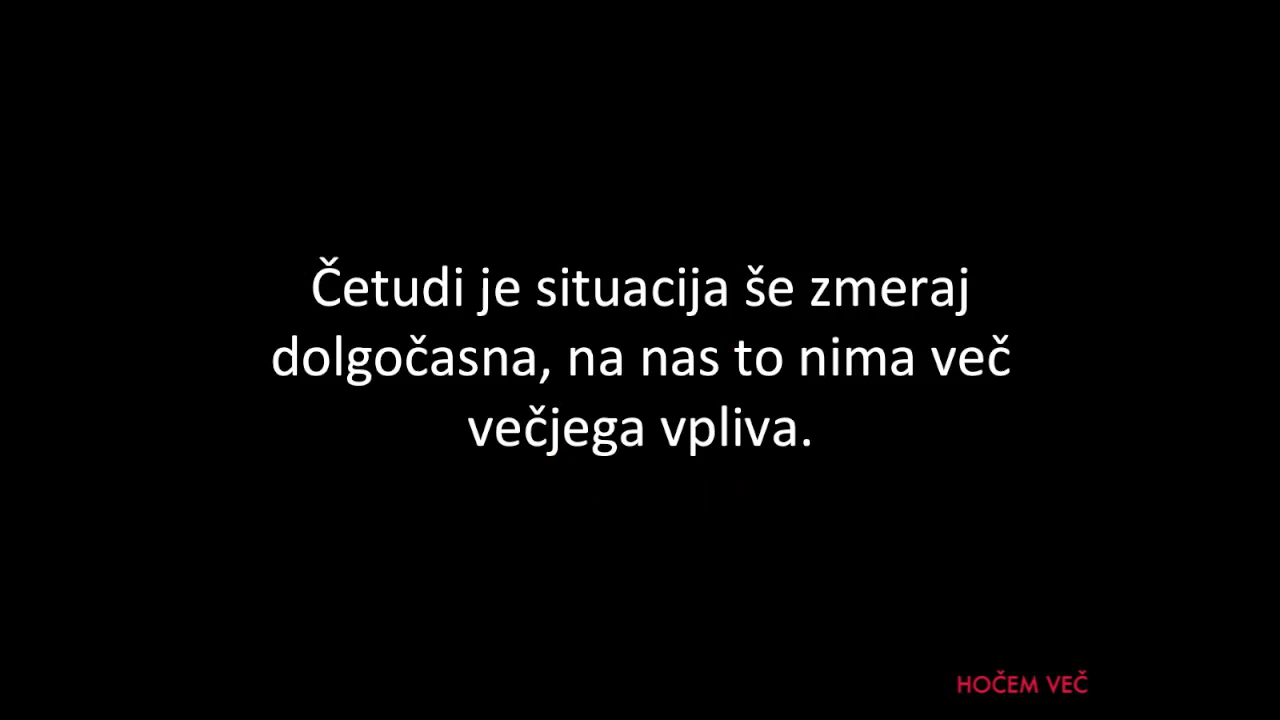 Četudi je situacija še zmeraj
dolgočasna, na nas to nima več
večjega vpliva.
HOČEM VEČ